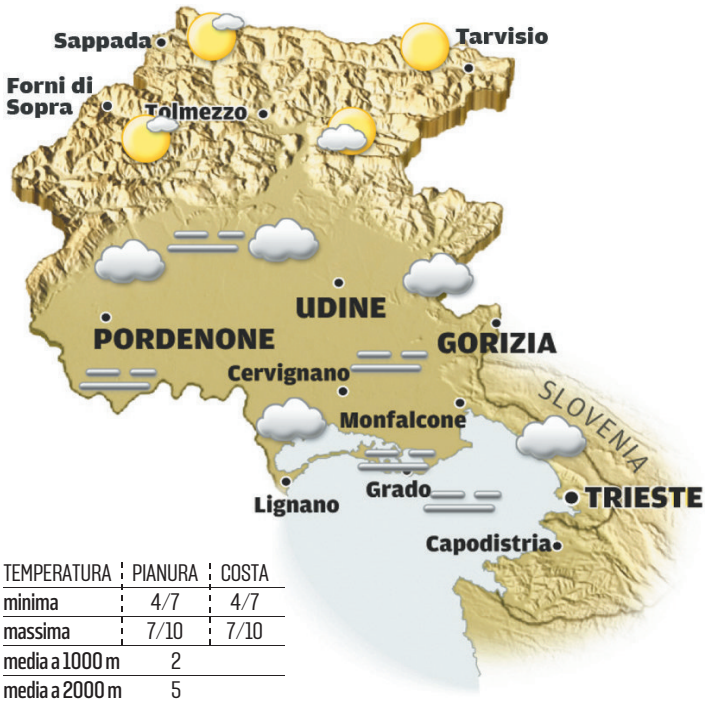 Sappada
Tarvisio
Forni di
Sopra
Tolmezzo
UDINE
PORDENONE
GORIZIA
Cervignano
SLOVENIA
Monfalcone
Grado
Lignano
TRIESTE
Capodistria
TEMPERATURA PIANURA COSTA
minima 4/7 4/7
massima 7/10 7/10
media a 1000 m 2
media a 2000 m 5